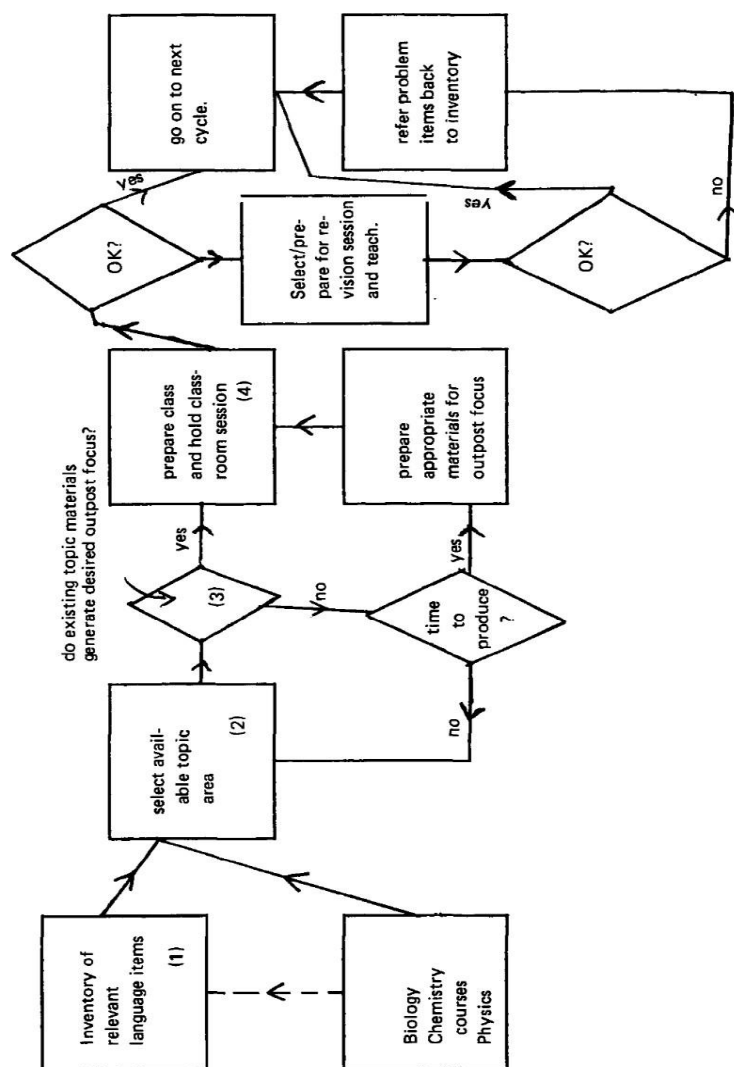 Inventory of
relevant
language items
(1)
Biology
Chemistry
courses
Physics
select avail-
able topic
area
(2)
do existing topic materials
generate desired outpost focus?
(3)
yes
no
time
to
produce
?
no
yes
prepare class
and hold class-
room session
(4)
prepare
appropriate
materials for
outpost focus
OK?
yes
Select/pre-
pare for re-
vision session
and teach.
OK?
yes
no
go on to next
cycle.
refer problem
items back
to inventory